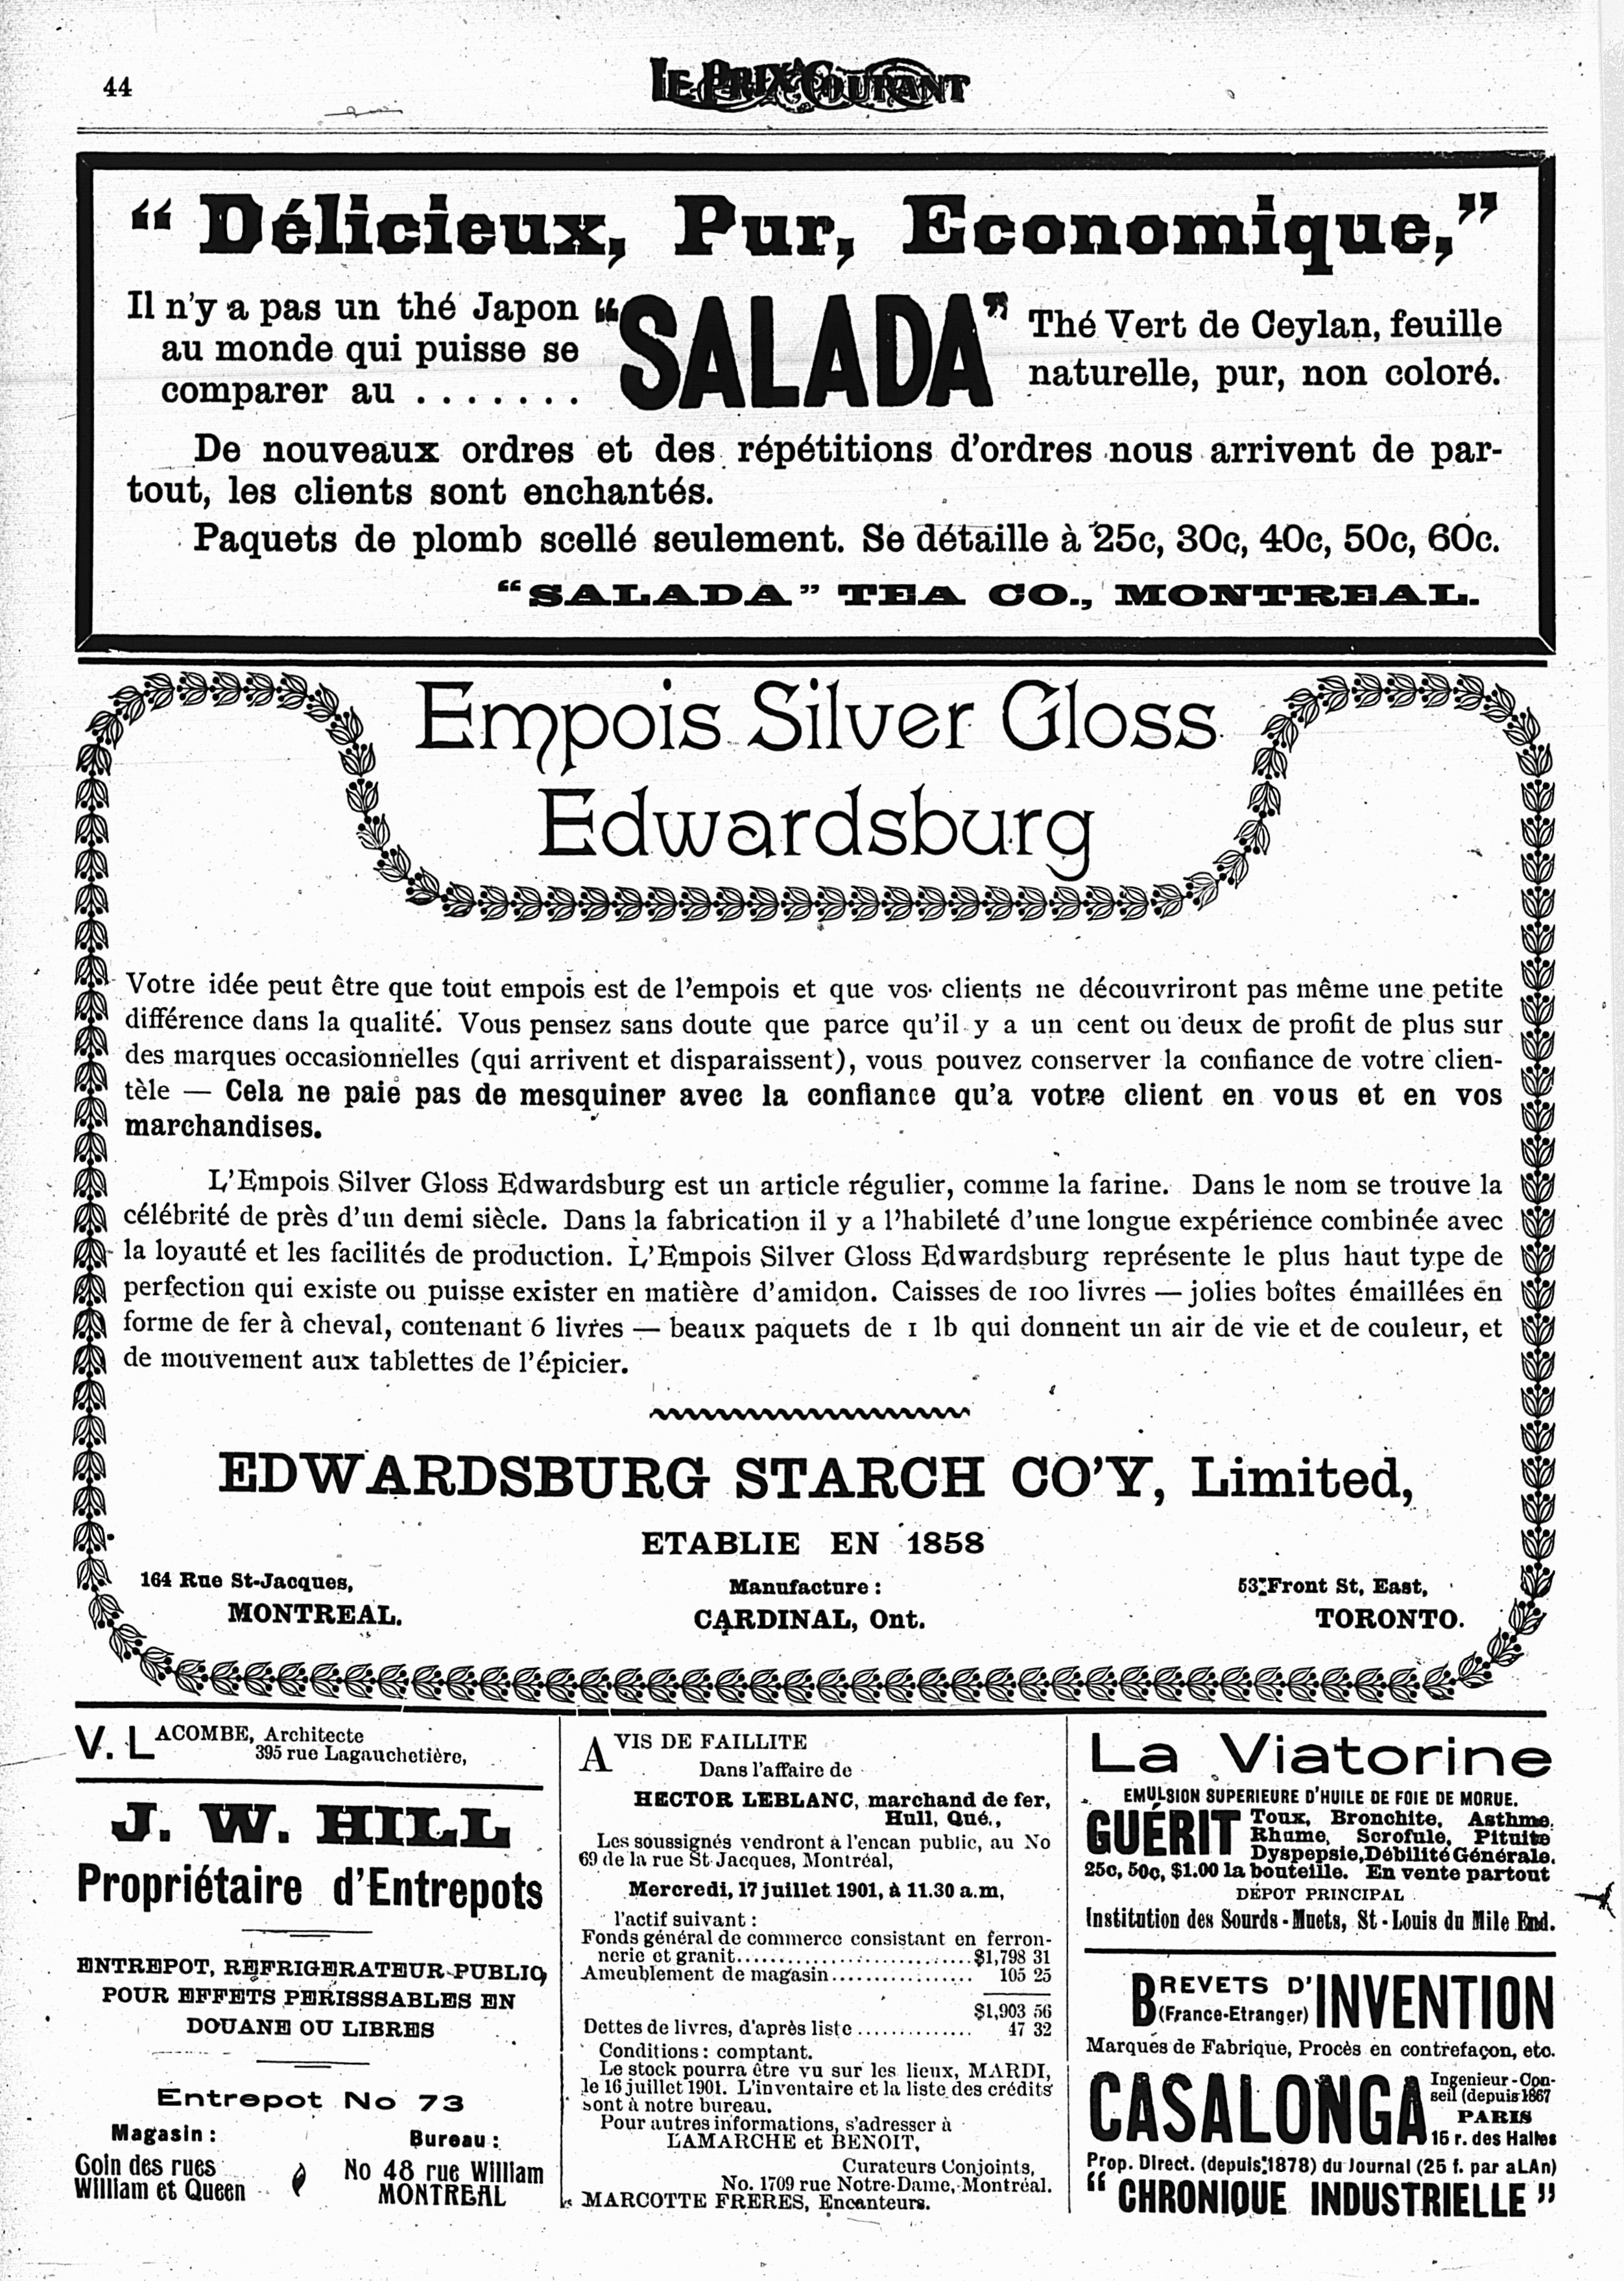 44
LE PRIX COURANT
“ Délicieux, Pur, Economique, ”
Il n'y a pas un thé Japon
au monde qui puisse se
comparer au . . . . . . .
“SALADA”
Thé Vert de Ceylan, feuille
naturelle, pur, non coloré.
De nouveaux ordres et des répétitions d'ordres nous arrivent de par-
tout, les clients sont enchantés.
Paquets de plomb scellé seulement. Se détaille à 25c, 30c, 40c, 50c, 60c.
“SALADA” TEA CO., MONTREAL.
Empois Silver Gloss
Edwardsburg
Votre idée peut être que tout empois est de l'empois et que vos clients ne découvriront pas même une petite
différence dans la qualité. Vous pensez sans doute que parce qu'il y a un cent ou deux de profit de plus sur
des marques occasionnelles (qui arrivent et disparaissent), vous pouvez conserver la confiance de votre clien-
tèle — Cela ne paie pas de mesquiner avec la confiance qu'a votre client en vous et en vos
marchandises.
L'Empois Silver Gloss Edwardsburg est un article régulier, comme la farine. Dans le nom se trouve la
célébrité de près d'un demi siècle. Dans la fabrication il y a l'habileté d'une longue expérience combinée avec
la loyauté et les facilités de production. L'Empois Silver Gloss Edwardsburg représente le plus haut type de
perfection qui existe ou puisse exister en matière d'amidon. Caisses de 100 livres — jolies boîtes émaillées en
forme de fer à cheval, contenant 6 livres — beaux paquets de 1 lb qui donnent un air de vie et de couleur, et
de mouvement aux tablettes de l'épicier.
EDWARDSBURG STARCH CO'Y, Limited,
ETABLIE EN 1858
164 Rue St-Jacques,
MONTREAL.
Manufacture :
CARDINAL, Ont.
53 Front St, East,
TORONTO.
V. LACOMBE, Architecte
395 rue Lagauchetière,
J. W. HILL
Propriétaire d'Entrepots
ENTREPOT, REFRIGERATEUR PUBLIQ
POUR EFFETS PERISSSABLES EN
DOUANE OU LIBRES
Entrepot No 73
Magasin :
Coin des rues
William et Queen
Bureau :
No 48 rue William
MONTREAL
AVIS DE FAILLITE
Dans l'affaire de
HECTOR LEBLANC, marchand de fer,
Hull, Qué.,
Les soussignés vendront à l'encan public, au No
69 de la rue St-Jacques, Montréal,
Mercredi, 17 juillet 1901, à 11.30 a.m,
l'actif suivant :
Fonds général de commerce consistant en ferron-
nerie et granit..............................$1,798 31
Ameublement de magasin.................. 105 25
$1,903 56
Dettes de livres, d'après liste............... 47 32
Conditions : comptant.
Le stock pourra être vu sur les lieux, MARDI,
le 16 juillet 1901. L'inventaire et la liste des crédits
sont à notre bureau.
Pour autres informations, s'adresser à
LAMARCHE et BENOIT,
Curateurs Conjoints,
No. 1709 rue Notre-Dame, Montréal.
MARCOTTE FRERES, Encanteurs.
La Viatorine
EMULSION SUPERIEURE D'HUILE DE FOIE DE MORUE.
GUÉRIT Toux, Bronchite, Asthme.
Rhume, Scrofule, Pituite
Dyspepsie, Débilité Générale.
25c, 50c, $1.00 la bouteille. En vente partout
DÉPOT PRINCIPAL
Institution des Sourds-Muets, St-Louis du Mile End.
BREVETS D'INVENTION
(France-Etranger)
Marques de Fabrique, Procès en contrefaçon, etc.
CASALONGA
Ingenieur-Con-
seil (depuis 1867
PARIS
15 r. des Halles
Prop. Direct. (depuis 1878) du Journal (25 f. par aLAn)
“ CHRONIQUE INDUSTRIELLE ”